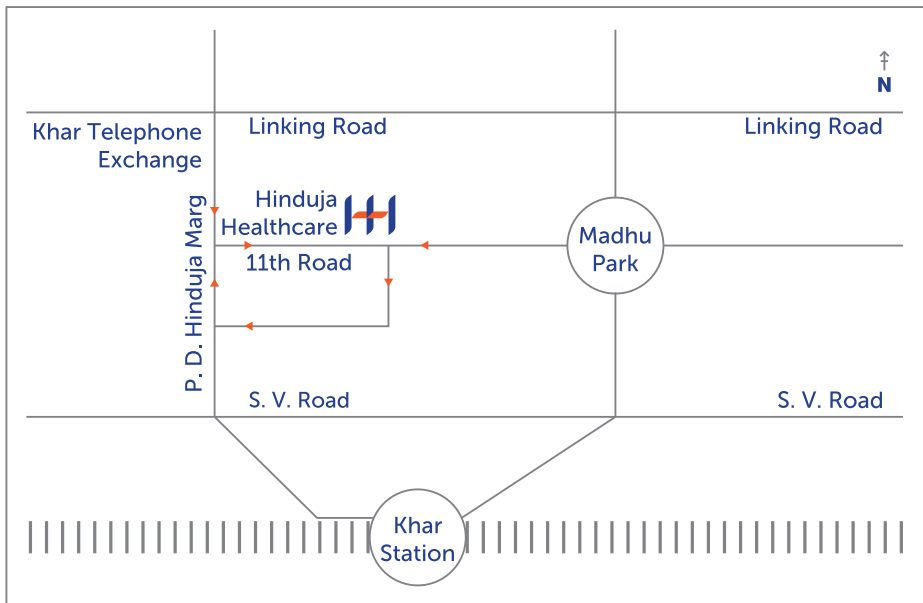 N
Linking Road
Linking Road
Khar Telephone
Exchange
Hinduja
Healthcare
P. D. Hinduja Marg
11th Road
Madhu
Park
S. V. Road
S. V. Road
Khar
Station